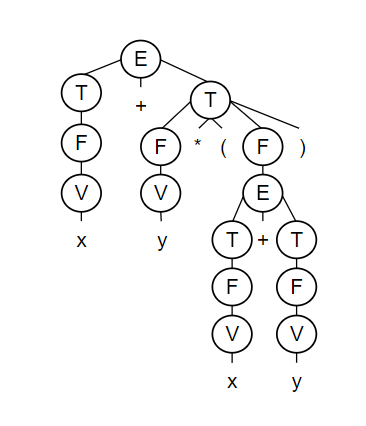 E
T + T
F F * ( F )
V V E
x y T + T
F F
V V
x y